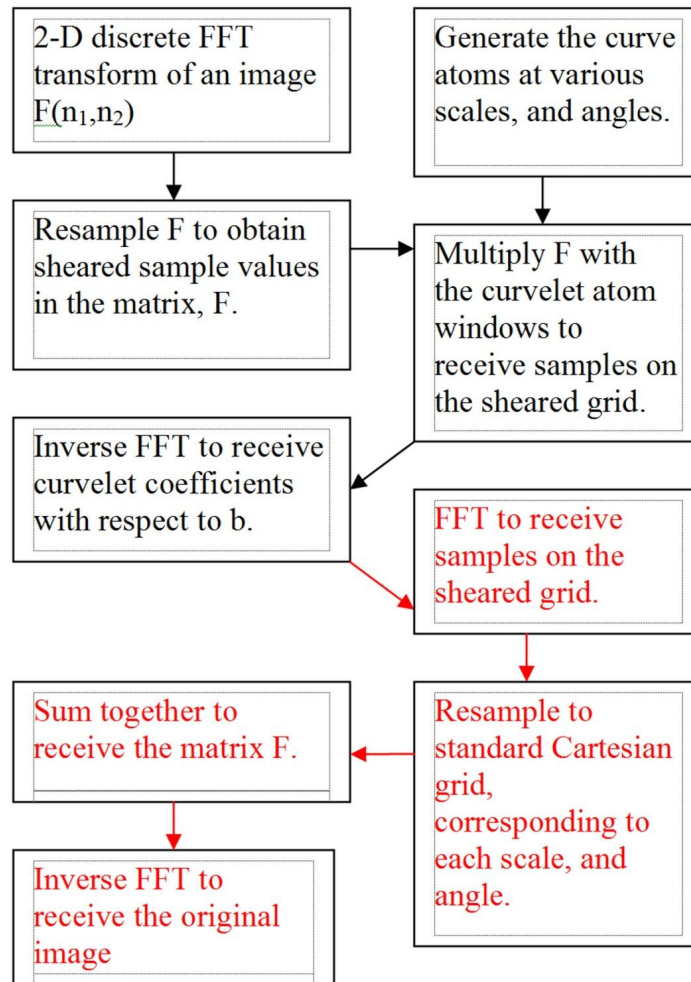 2-D discrete FFT
transform of an image
F(n₁,n₂)
Generate the curve
atoms at various
scales, and angles.
Resample F to obtain
sheared sample values
in the matrix, F.
Multiply F with
the curvelet atom
windows to
receive samples on
the sheared grid.
Inverse FFT to receive
curvelet coefficients
with respect to b.
FFT to receive
samples on the
sheared grid.
Resample to
standard Cartesian
grid,
corresponding to
each scale, and
angle.
Sum together to
receive the matrix F.
Inverse FFT to
receive the original
image